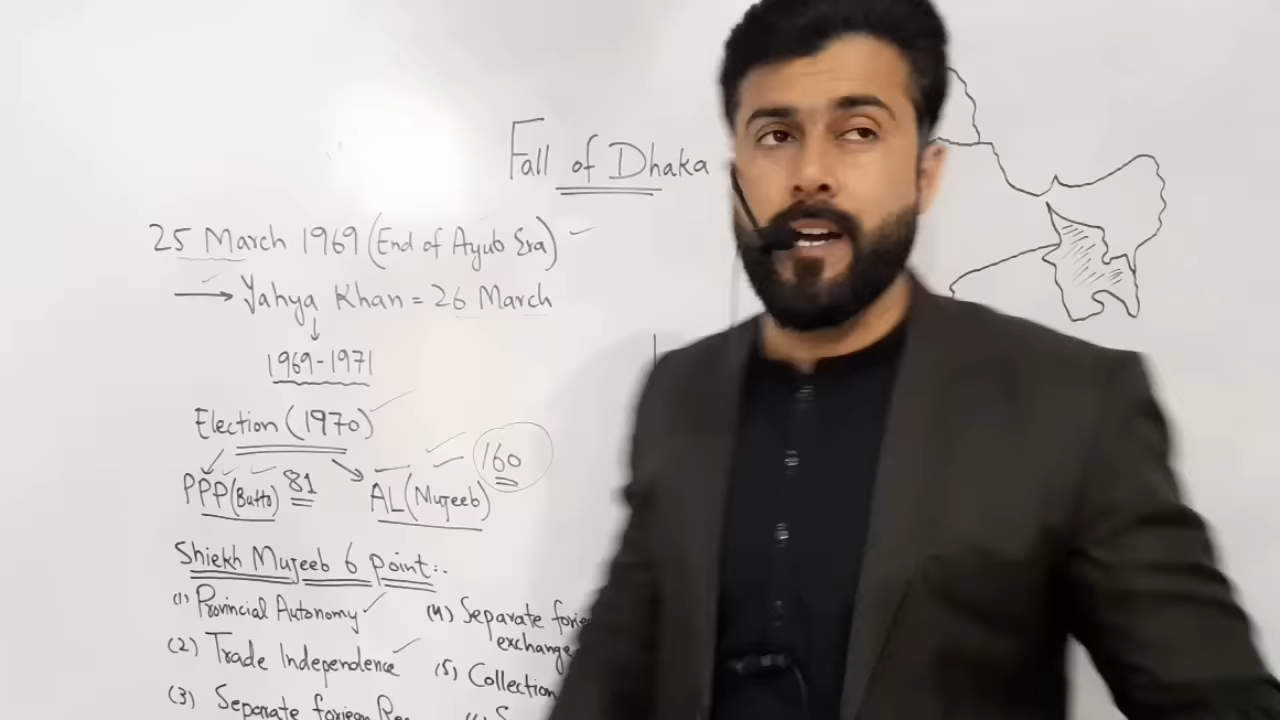 Fall of Dhaka
25 March 1969 (End of Ayub Era)
Yahya Khan = 26 March
1969-1971
Election (1970)
PPP (Butto) 81
AL (Mujeeb) 160
Shiekh Mujeeb 6 point:.
(1) Provincial Autonomy
(2) Trade Independence
(3) Separate foriegn
(4) Separate
exchange
(5) Collection